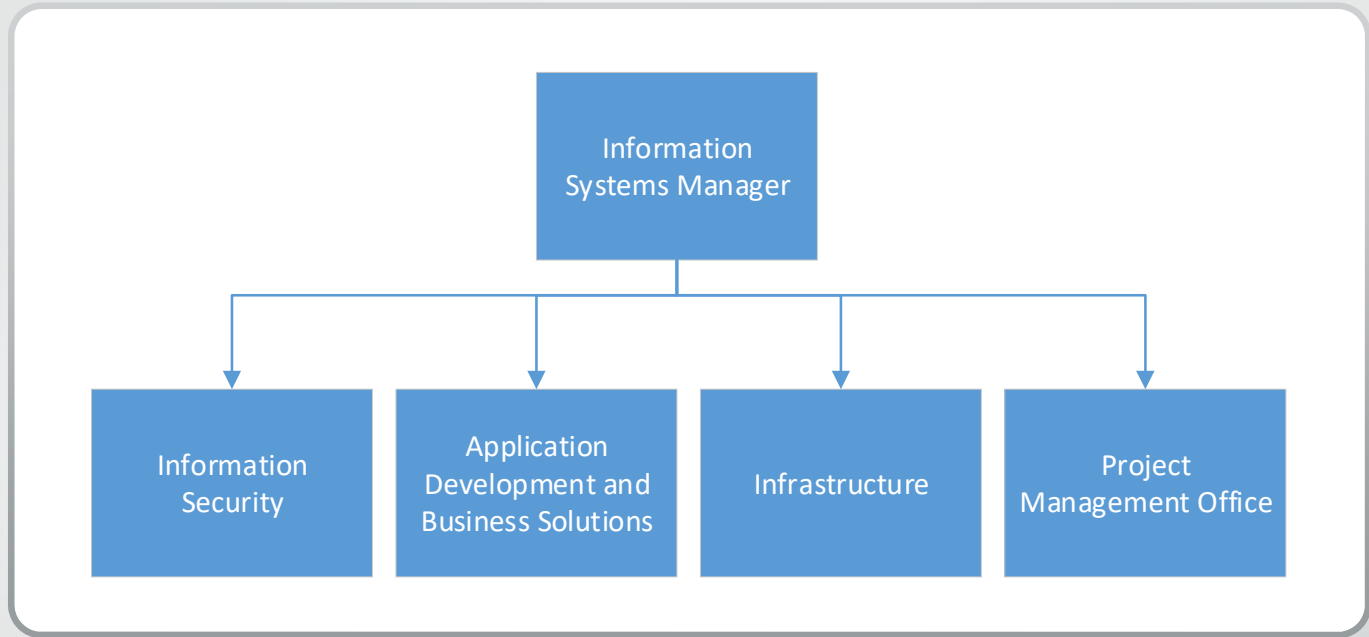 Information
Systems Manager
Information
Security
Application
Development and
Business Solutions
Infrastructure
Project
Management Office